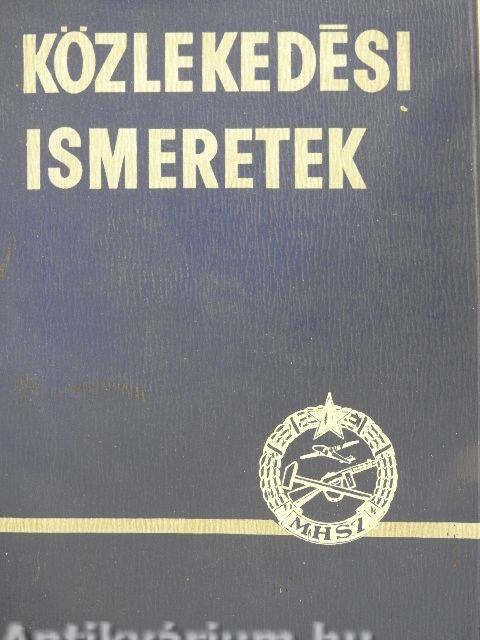 KÖZLEKEDÉSI
ISMERETEK
MHSZ
Antikvárium.hu